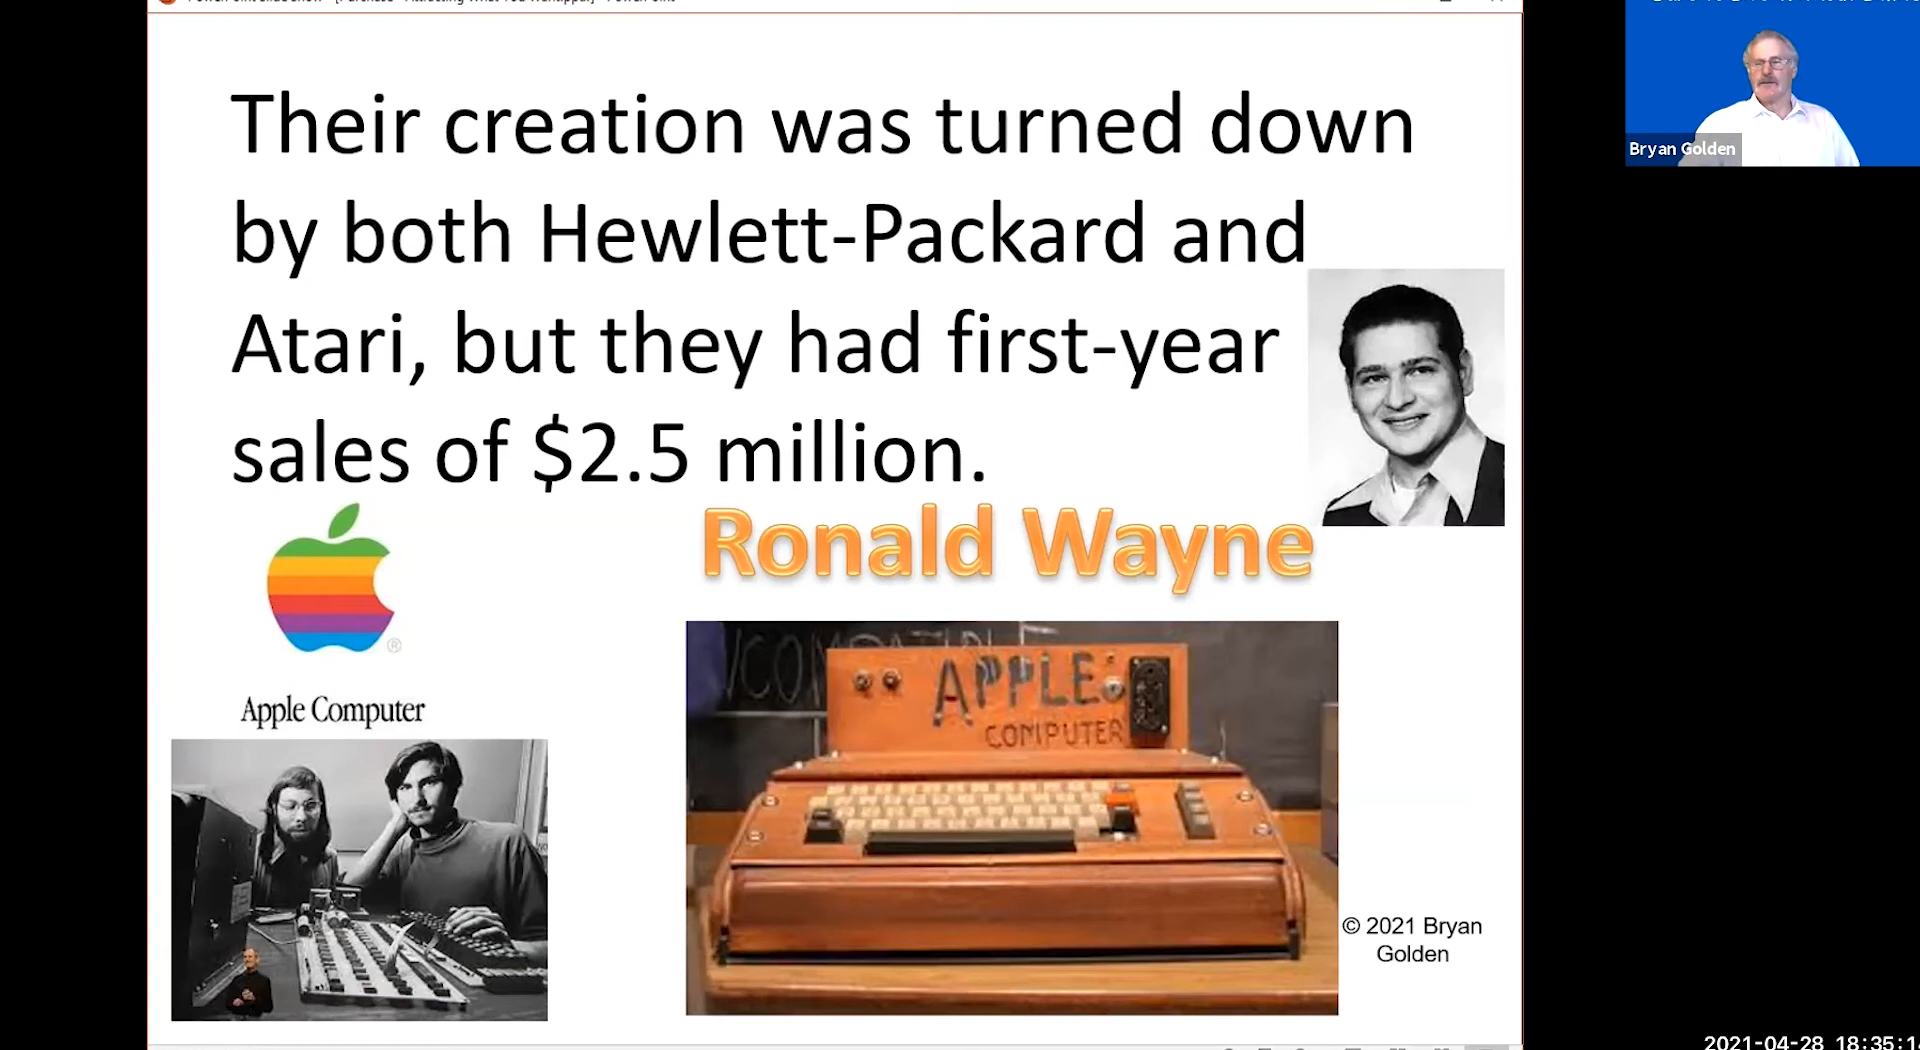 Their creation was turned down
by both Hewlett-Packard and
Atari, but they had first-year
sales of $2.5 million.
Ronald Wayne
®
Apple Computer
APPLE
COMPUTER
© 2021 Bryan
Golden
Bryan Golden
2021-04-28 18:35:1